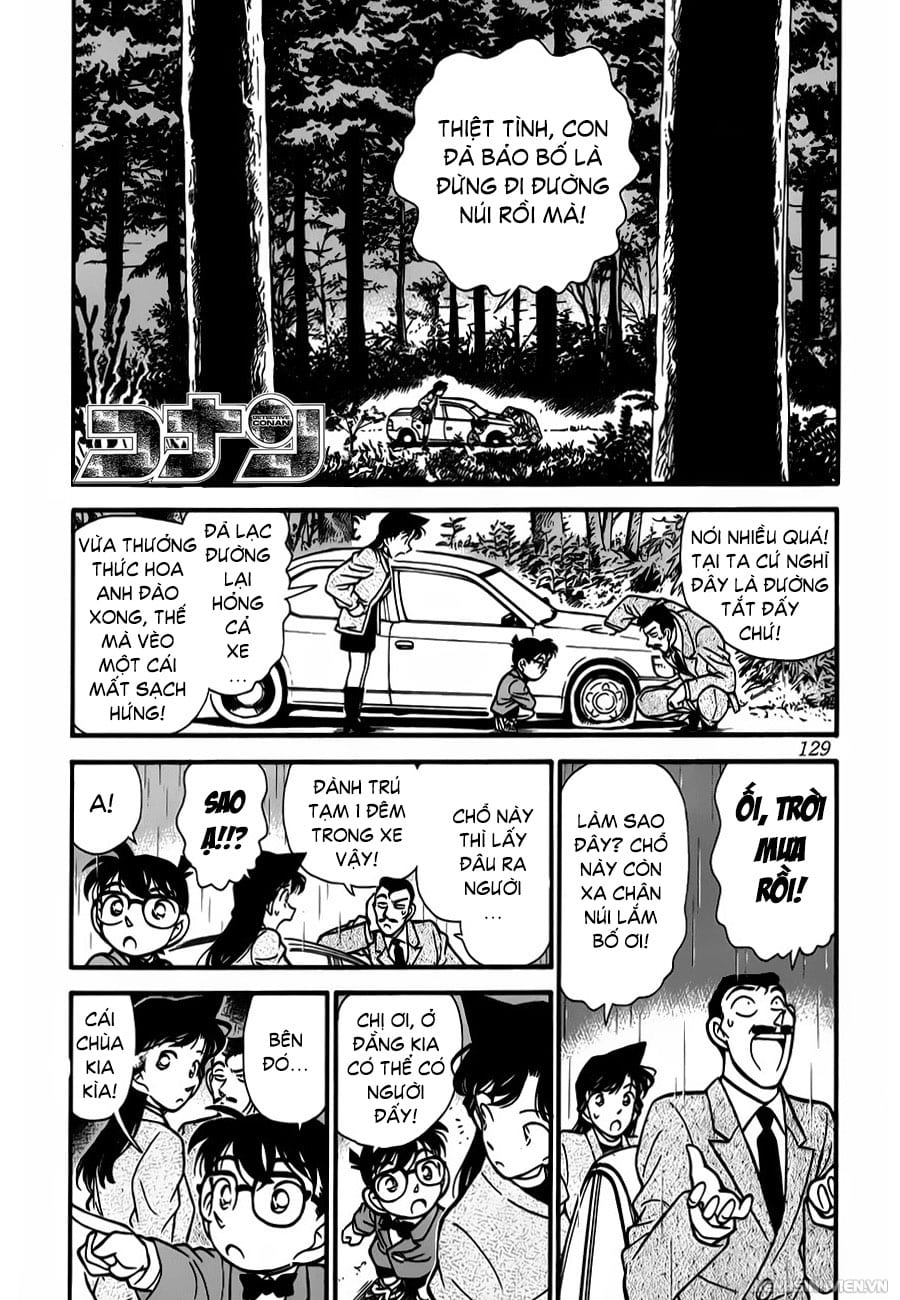 THIỆT TÌNH, CON
ĐÃ BẢO BỐ LÀ
ĐỪNG ĐI ĐƯỜNG
NÚI RỒI MÀ!
DETECTIVE
CONAN
コナン
NÓI NHIỀU QUÁ!
TẠI TA CỨ NGHĨ
ĐÂY LÀ ĐƯỜNG
TẮT ĐẤY
CHỨ!
ĐÃ LẠC
ĐƯỜNG
LẠI
HỎNG
CẢ
XE
...
VỪA THƯỞNG
THỨC HOA
ANH ĐÀO
XONG, THẾ
MÀ VÈO
MỘT CÁI
MẤT SẠCH
HỨNG!
129
ỐI, TRỜI
MƯA
RỒI!
LÀM SAO
ĐÂY? CHỖ
NÀY CÒN
XA CHÂN
NÚI LẮM
BỐ ƠI!
CHỖ NÀY
THÌ LẤY
ĐÂU RA
NGƯỜI
...
ĐÀNH TRÚ
TẠM 1 ĐÊM
TRONG XE
VẬY!
SAO
Ạ!!?
A!
CHỊ ƠI, Ở
ĐẰNG KIA
CÓ THỂ CÓ
NGƯỜI
ĐẤY!
BÊN
ĐÓ...
CÁI
CHÙA
KIA
KÌA!